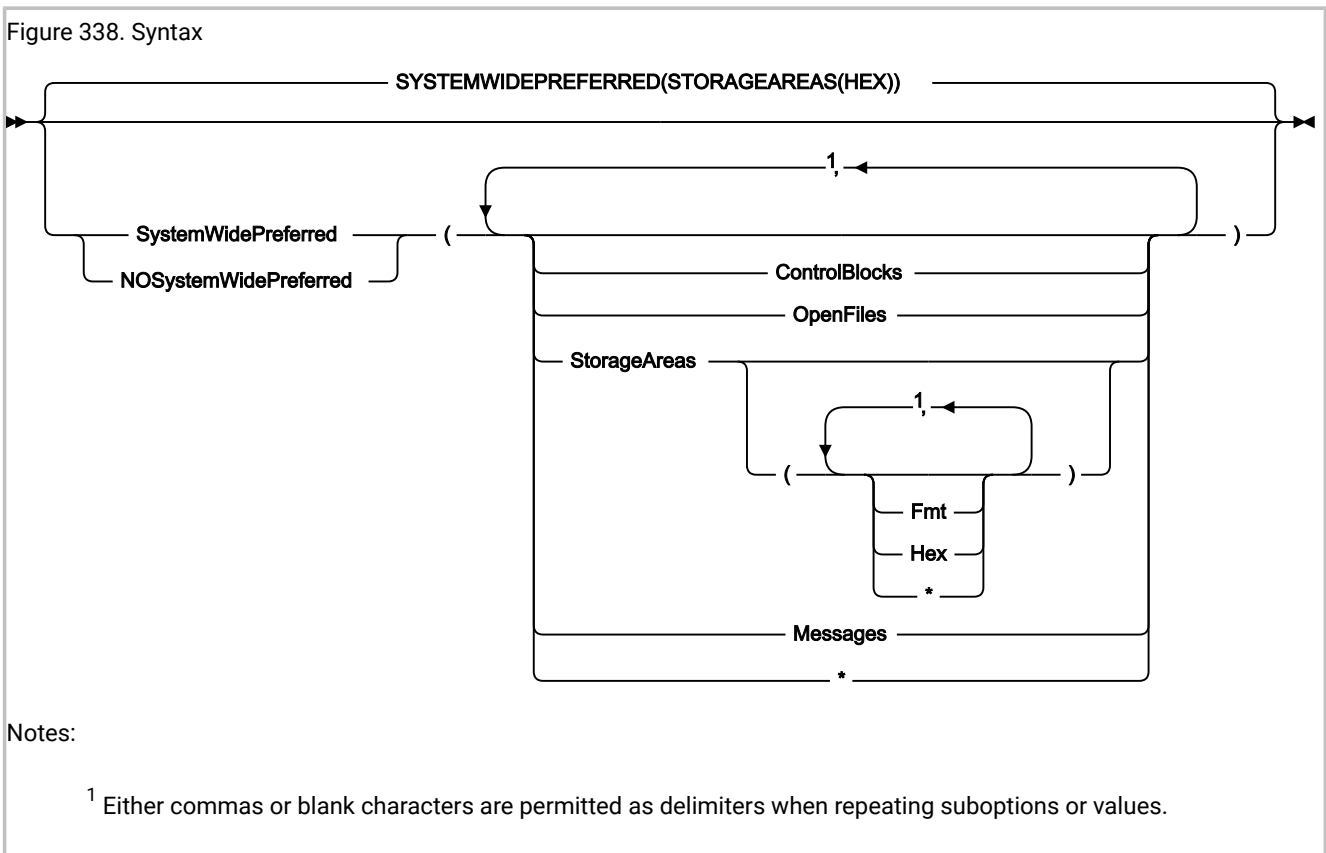 Figure 338. Syntax
SYSTEMWIDEPREFERRED(STORAGEAREAS(HEX))
1,
SystemWidePreferred ( )
NOSystemWidePreferred
ControlBlocks
OpenFiles
StorageAreas
1,
( )
Fmt
Hex
*
Messages
*
Notes:
1 Either commas or blank characters are permitted as delimiters when repeating suboptions or values.